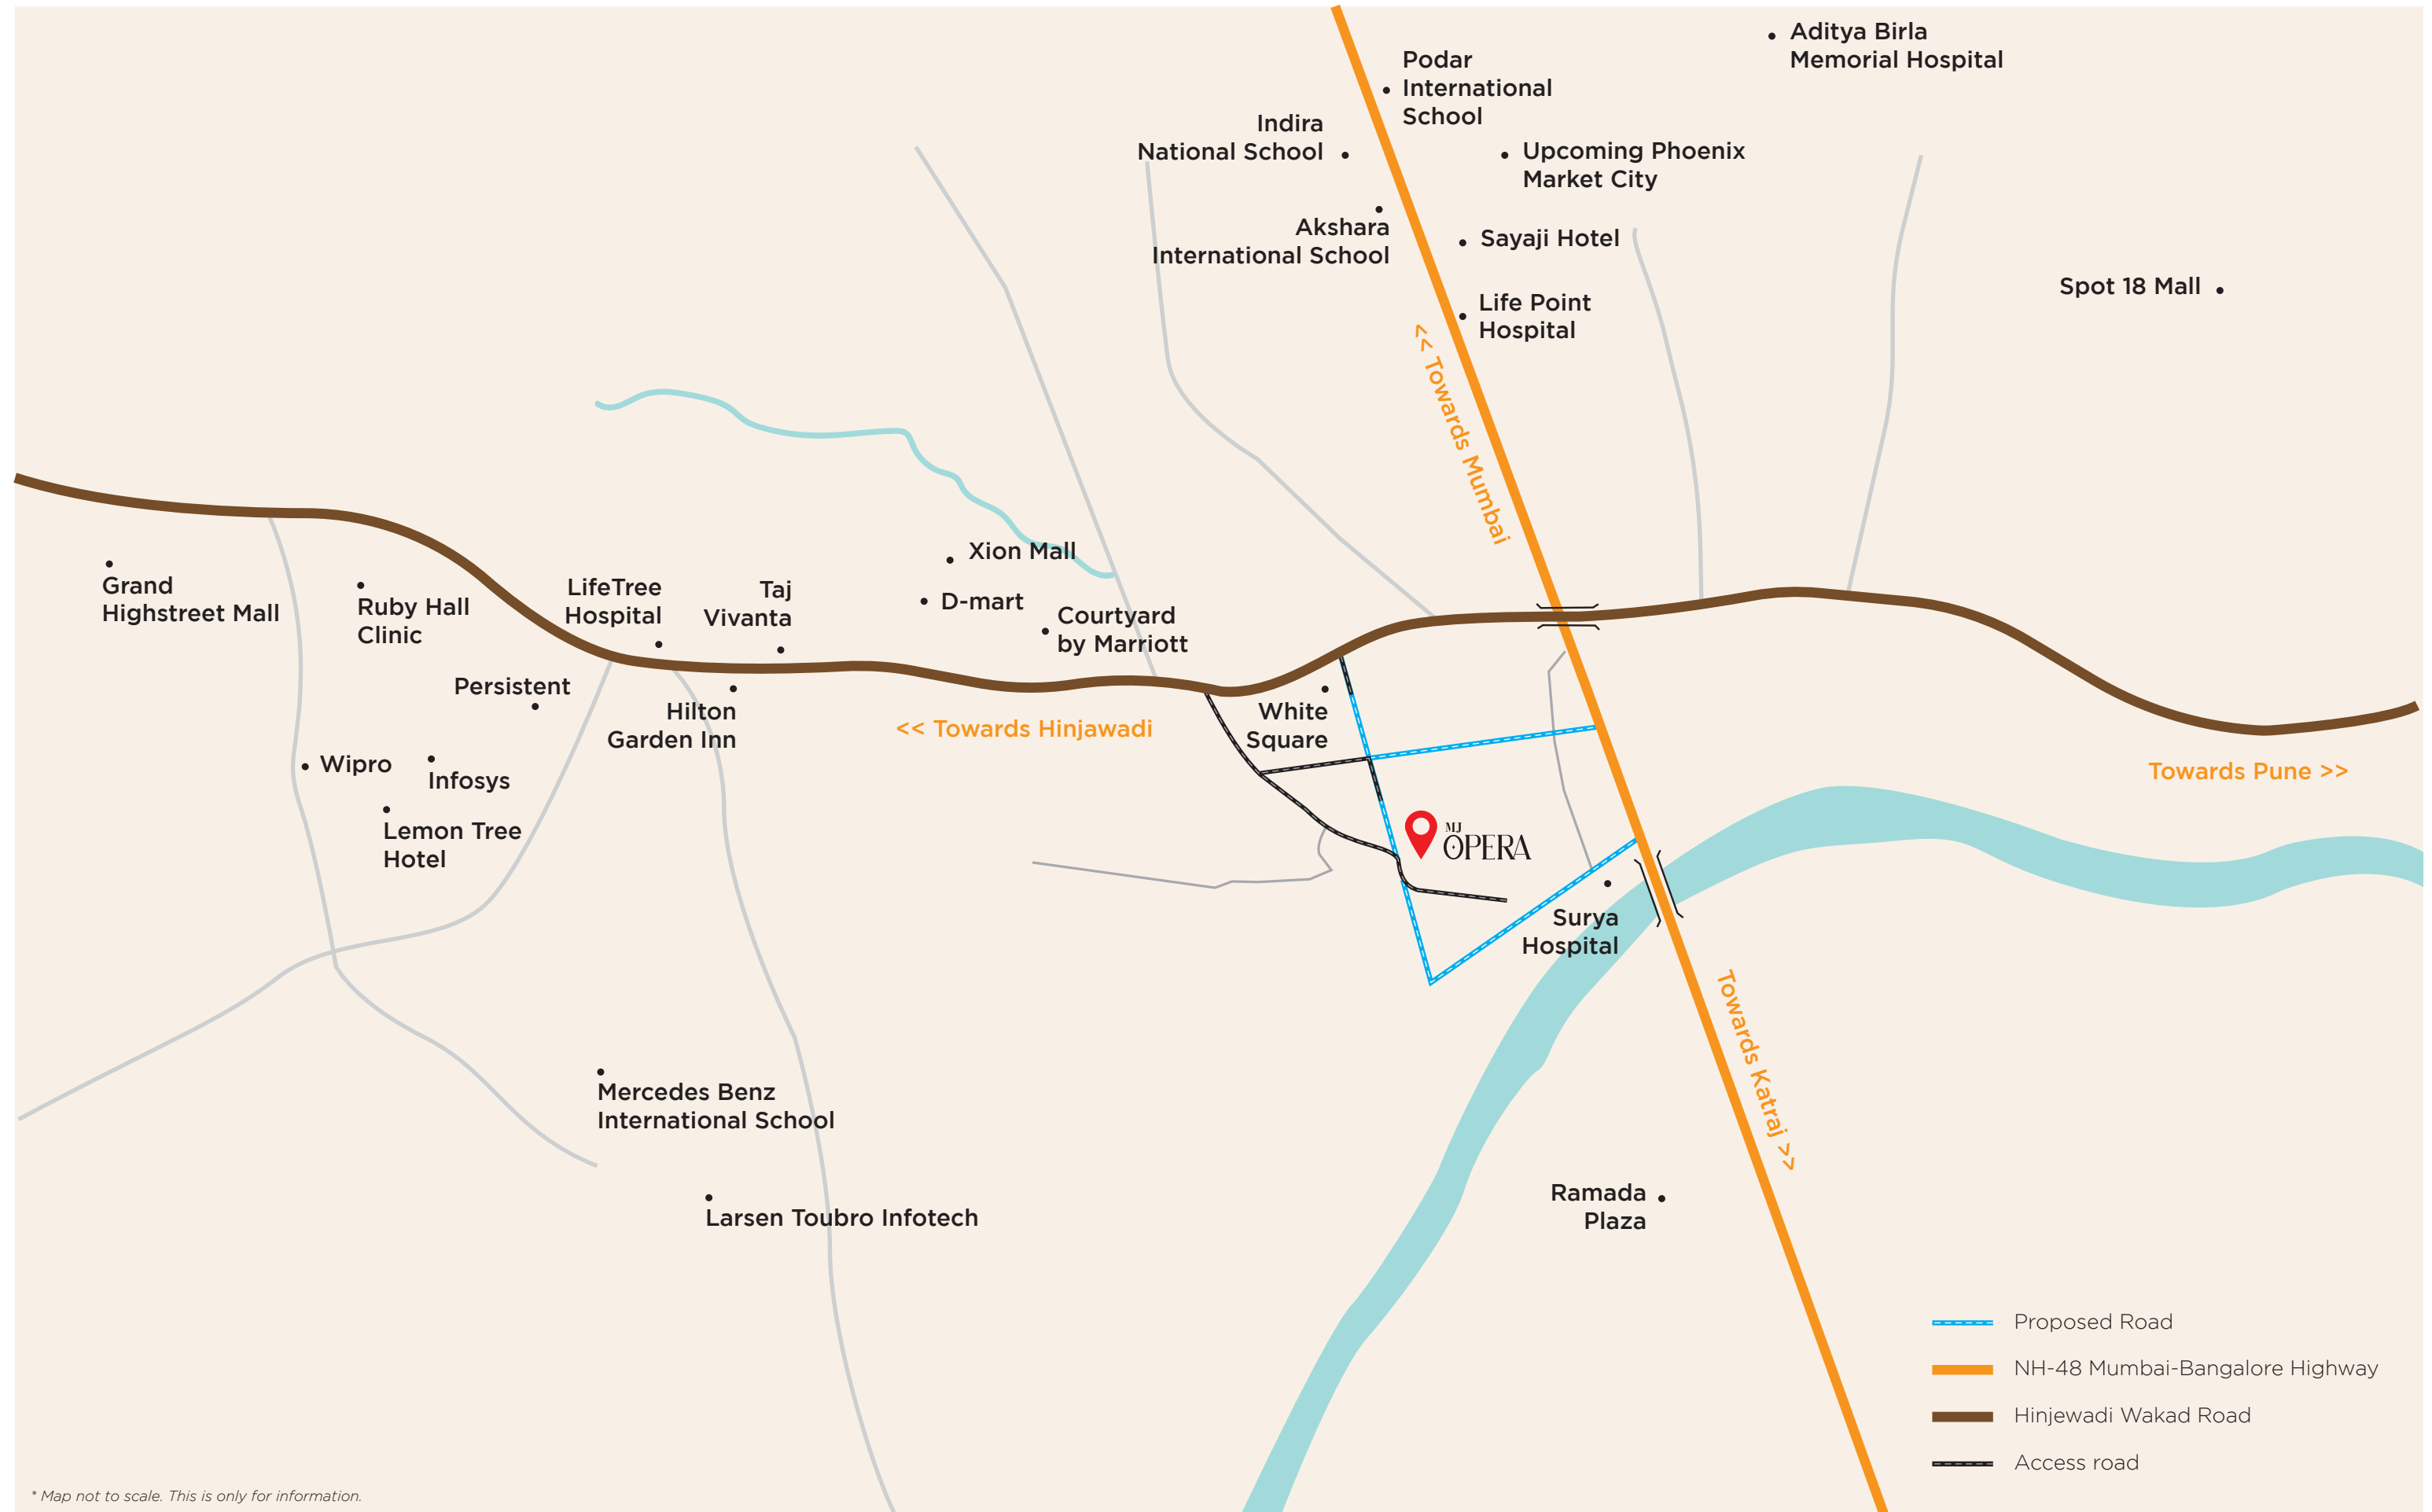 Aditya Birla
Memorial Hospital
Podar
International
School
Indira
National School
Upcoming Phoenix
Market City
Akshara
International School
Sayaji Hotel
Spot 18 Mall
Life Point
Hospital
<< Towards Mumbai
Xion Mall
Grand
Highstreet Mall
Ruby Hall
Clinic
LifeTree
Hospital
Taj
Vivanta
D-mart
Courtyard
by Marriott
Persistent
Hilton
Garden Inn
<< Towards Hinjawadi
White
Square
Wipro
Infosys
Towards Pune >>
Lemon Tree
Hotel
MJ
OPERA
Surya
Hospital
Towards Katraj >>
Mercedes Benz
International School
Larsen Toubro Infotech
Ramada
Plaza
Proposed Road
NH-48 Mumbai-Bangalore Highway
Hinjewadi Wakad Road
Access road
* Map not to scale. This is only for information.